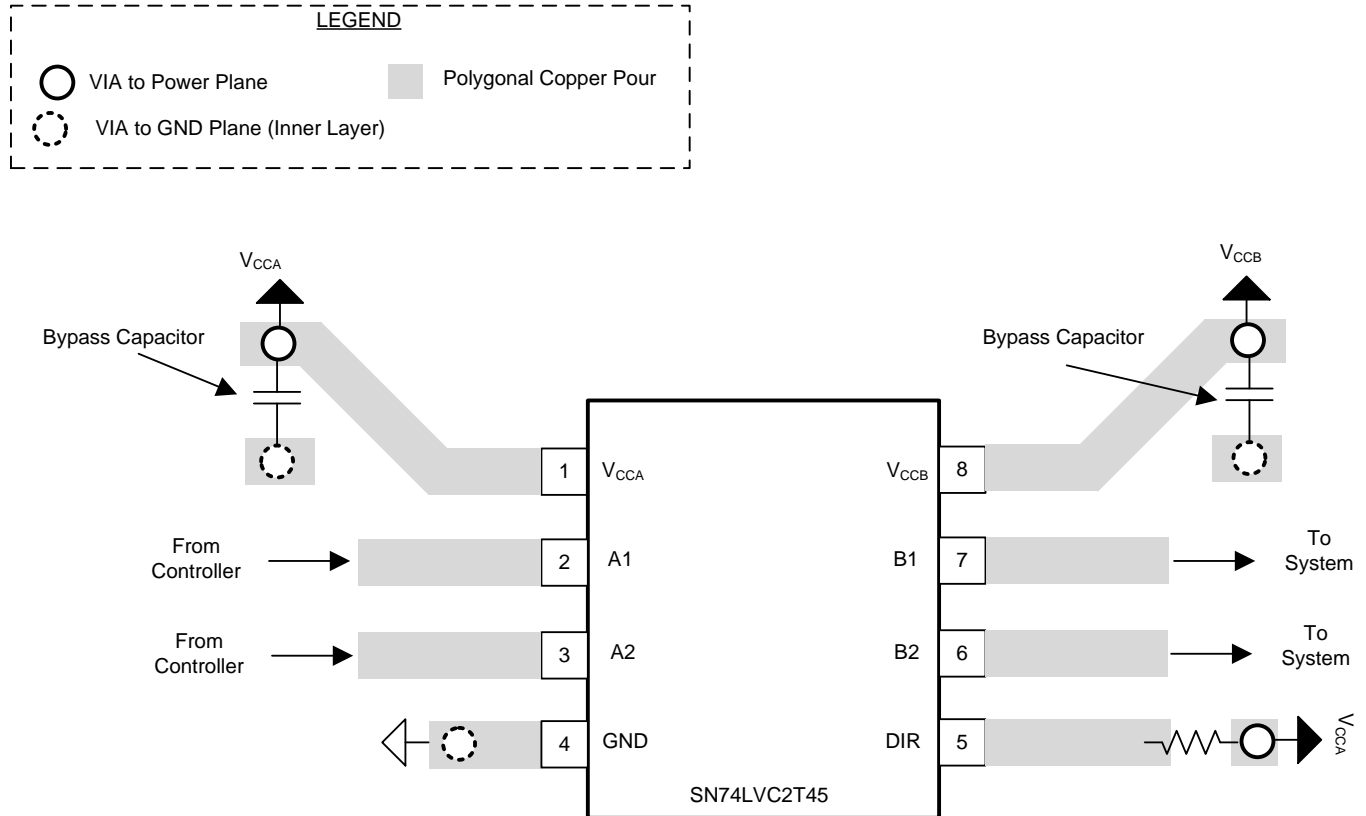 LEGEND
VIA to Power Plane
Polygonal Copper Pour
VIA to GND Plane (Inner Layer)
VCCA
VCCB
Bypass Capacitor
Bypass Capacitor
1
VCCA
VCCB
8
From
Controller
2
A1
B1
7
To
System
From
Controller
3
A2
B2
6
To
System
4
GND
DIR
5
VCCA
SN74LVC2T45